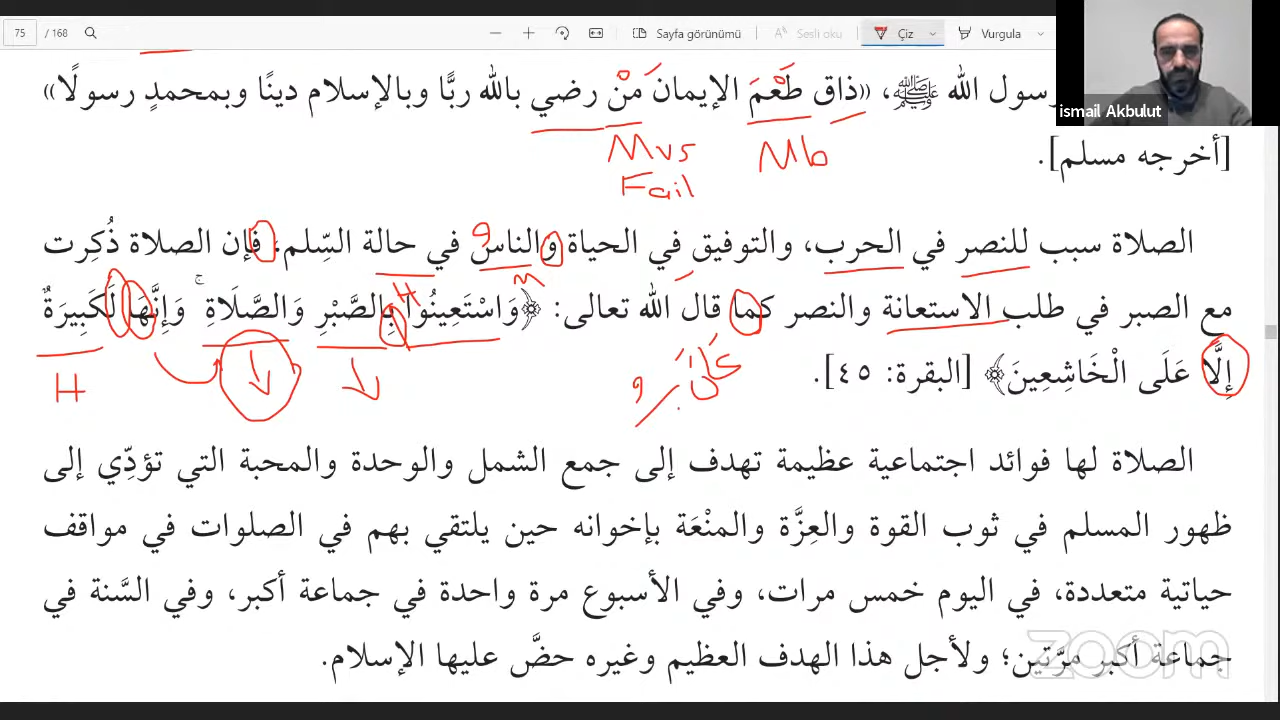 75 / 168 Sayfa görünümü Sesli oku Çiz Vurgula
ismail Akbulut
رسول الله ﷺ، «ذاق طَعْمَ الإيمان مَنْ رضي بالله ربًّا وبالإسلام دينًا وبمحمدٍ رسولًا»
Mvs Mb
[أخرجه مسلم].
Fail
الصلاة سبب للنصر في الحرب، والتوفيق في الحياة والناس في حالة السِّلم، فإن الصلاة ذُكِرت
و
M H
مع الصبر في طلب الاستعانة والنصر كما قال الله تعالى: ﴿وَاسْتَعِينُوا بِالصَّبْرِ وَالصَّلَاةِ ۚ وَإِنَّهَا لَكَبِيرَةٌ
H
إِلَّا عَلَى الْخَاشِعِينَ﴾ [البقرة: ٤٥].
الصلاة لها فوائد اجتماعية عظيمة تهدف إلى جمع الشمل والوحدة والمحبة التي تؤدِّي إلى
ظهور المسلم في ثوب القوة والعِزَّة والمنْعَة بإخوانه حين يلتقي بهم في الصلوات في مواقف
حياتية متعددة، في اليوم خمس مرات، وفي الأسبوع مرة واحدة في جماعة أكبر، وفي السَّنة في
جماعة أكبر مرَّتين؛ ولأجل هذا الهدف العظيم وغيره حضَّ عليها الإسلام.
zoom